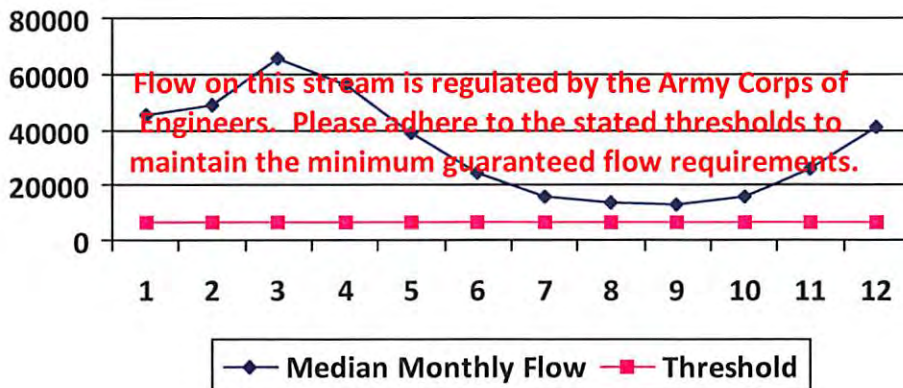 80000
60000
40000
20000
0
Flow on this stream is regulated by the Army Corps of
Engineers. Please adhere to the stated thresholds to
maintain the minimum guaranteed flow requirements.
1 2 3 4 5 6 7 8 9 10 11 12
Median Monthly Flow Threshold